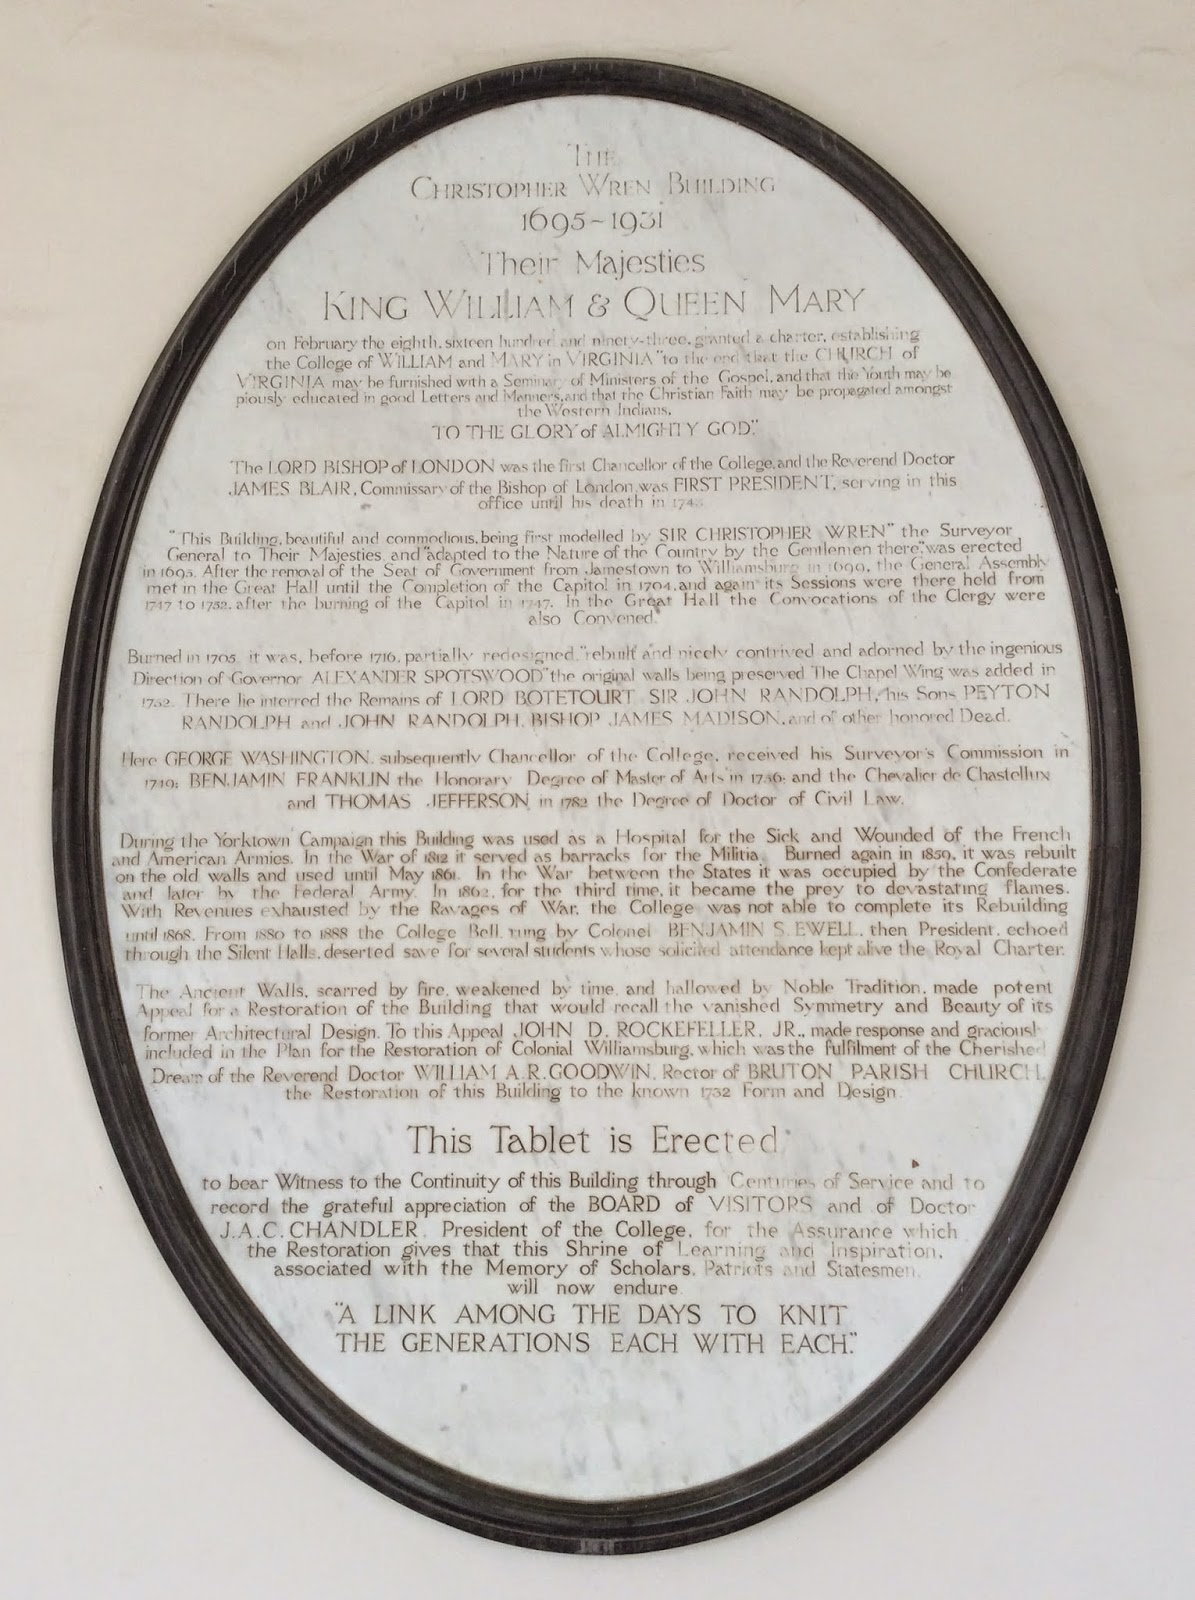 THE
CHRISTOPHER WREN BUILDING
1695~1931
Their Majesties
KING WILLIAM & QUEEN MARY
on February the eighth, sixteen hundred and ninety-three, granted a charter, establishing
the College of WILLIAM and MARY in VIRGINIA "to the end that the CHURCH of
VIRGINIA may be furnished with a Seminary of Ministers of the Gospel, and that the Youth may be
piously educated in good Letters and Manners, and that the Christian Faith may be propagated amongst
the Western Indians,
TO THE GLORY of ALMIGHTY GOD."
The LORD BISHOP of LONDON was the first Chancellor of the College, and the Reverend Doctor
JAMES BLAIR, Commissary of the Bishop of London, was FIRST PRESIDENT, serving in this
office until his death in 1743.
"This Building, beautiful and commodious, being first modelled by SIR CHRISTOPHER WREN" the Surveyor
General to Their Majesties, and "adapted to the Nature of the Country by the Gentlemen there," was erected
in 1695. After the removal of the Seat of Government from Jamestown to Williamsburg in 1699, the General Assembly
met in the Great Hall until the Completion of the Capitol in 1704, and again its Sessions were there held from
1747 to 1752, after the burning of the Capitol in 1747. In the Great Hall the Convocations of the Clergy were
also Convened."
Burned in 1705, it was, before 1716, partially redesigned, "rebuilt and nicely contrived and adorned by the ingenious
Direction of Governor ALEXANDER SPOTSWOOD" the original walls being preserved. The Chapel Wing was added in
1732. There lie interred the Remains of LORD BOTETOURT, SIR JOHN RANDOLPH, his Sons PEYTON
RANDOLPH and JOHN RANDOLPH, BISHOP JAMES MADISON, and of other honored Dead.
Here GEORGE WASHINGTON, subsequently Chancellor of the College, received his Surveyor's Commission in
1749; BENJAMIN FRANKLIN the Honorary Degree of Master of Arts in 1756; and the Chevalier de Chastellux
and THOMAS JEFFERSON in 1782 the Degree of Doctor of Civil Law.
During the Yorktown Campaign this Building was used as a Hospital for the Sick and Wounded of the French
and American Armies. In the War of 1812 it served as barracks for the Militia. Burned again in 1859, it was rebuilt
on the old walls and used until May 1861. In the War between the States it was occupied by the Confederate
and later by the Federal Army. In 1862, for the third time, it became the prey to devastating flames.
With Revenues exhausted by the Ravages of War, the College was not able to complete its Rebuilding
until 1868. From 1880 to 1888 the College Bell, rung by Colonel BENJAMIN S. EWELL, then President, echoed
through the Silent Halls, deserted save for several students whose solicited attendance kept alive the Royal Charter.
The Ancient Walls, scarred by fire, weakened by time, and hallowed by Noble Tradition, made potent
Appeal for a Restoration of the Building that would recall the vanished Symmetry and Beauty of its
former Architectural Design. To this Appeal JOHN D. ROCKEFELLER, JR., made response and graciously
included in the Plan for the Restoration of Colonial Williamsburg, which was the fulfilment of the Cherished
Dream of the Reverend Doctor WILLIAM A.R. GOODWIN, Rector of BRUTON PARISH CHURCH,
the Restoration of this Building to the known 1732 Form and Design.
This Tablet is Erected
to bear Witness to the Continuity of this Building through Centuries of Service and to
record the grateful appreciation of the BOARD of VISITORS and of Doctor
J.A.C. CHANDLER, President of the College, for the Assurance which
the Restoration gives that this Shrine of Learning and Inspiration,
associated with the Memory of Scholars, Patriots and Statesmen,
will now endure
"A LINK AMONG THE DAYS TO KNIT
THE GENERATIONS EACH WITH EACH."